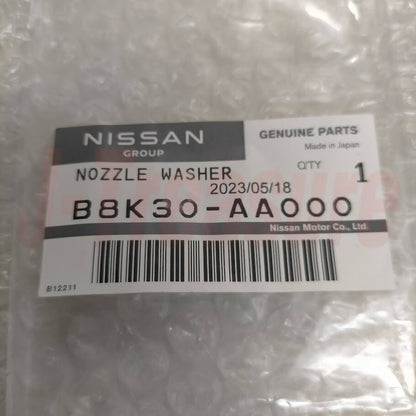 NISSAN
GROUP
GENUINE PARTS
Made in Japan
NOZZLE WASHER
Q'TY 1
2023/05/18
B8K30-AA000
Nissan Motor Co., Ltd.
B12211